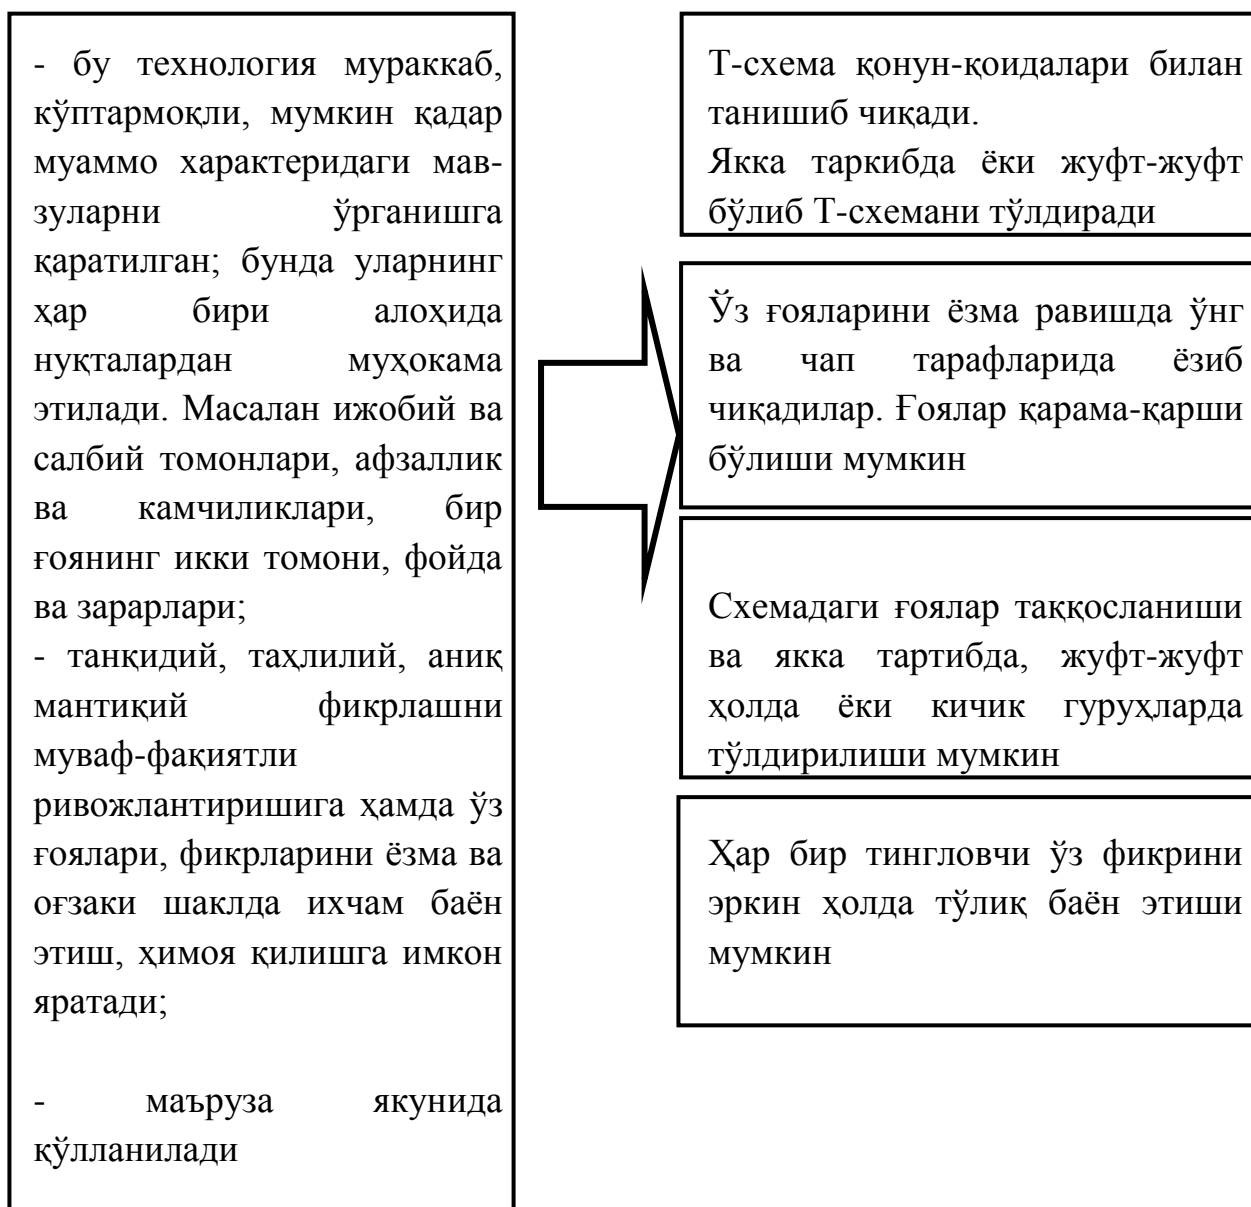 - бу технология мураккаб,
кўптармоқли, мумкин қадар
муаммо характеридаги мав-
зуларни ўрганишга
қаратилган; бунда уларнинг
ҳар бири алоҳида
нуқталардан муҳокама
этилади. Масалан ижобий ва
салбий томонлари, афзаллик
ва камчиликлари, бир
ғоянинг икки томони, фойда
ва зарарлари;
- танқидий, таҳлилий, аниқ
мантиқий фикрлашни
муваф-фақиятли
ривожлантиришига ҳамда ўз
ғоялари, фикрларини ёзма ва
оғзаки шаклда ихчам баён
этиш, ҳимоя қилишга имкон
яратади;
- маъруза якунида
қўлланилади
Т-схема қонун-қоидалари билан
танишиб чиқади.
Якка таркибда ёки жуфт-жуфт
бўлиб Т-схемани тўлдиради
Ўз ғояларини ёзма равишда ўнг
ва чап тарафларида ёзиб
чиқадилар. Ғоялар қарама-қарши
бўлиши мумкин
Схемадаги ғоялар таққосланиши
ва якка тартибда, жуфт-жуфт
ҳолда ёки кичик гуруҳларда
тўлдирилиши мумкин
Ҳар бир тингловчи ўз фикрини
эркин ҳолда тўлиқ баён этиши
мумкин